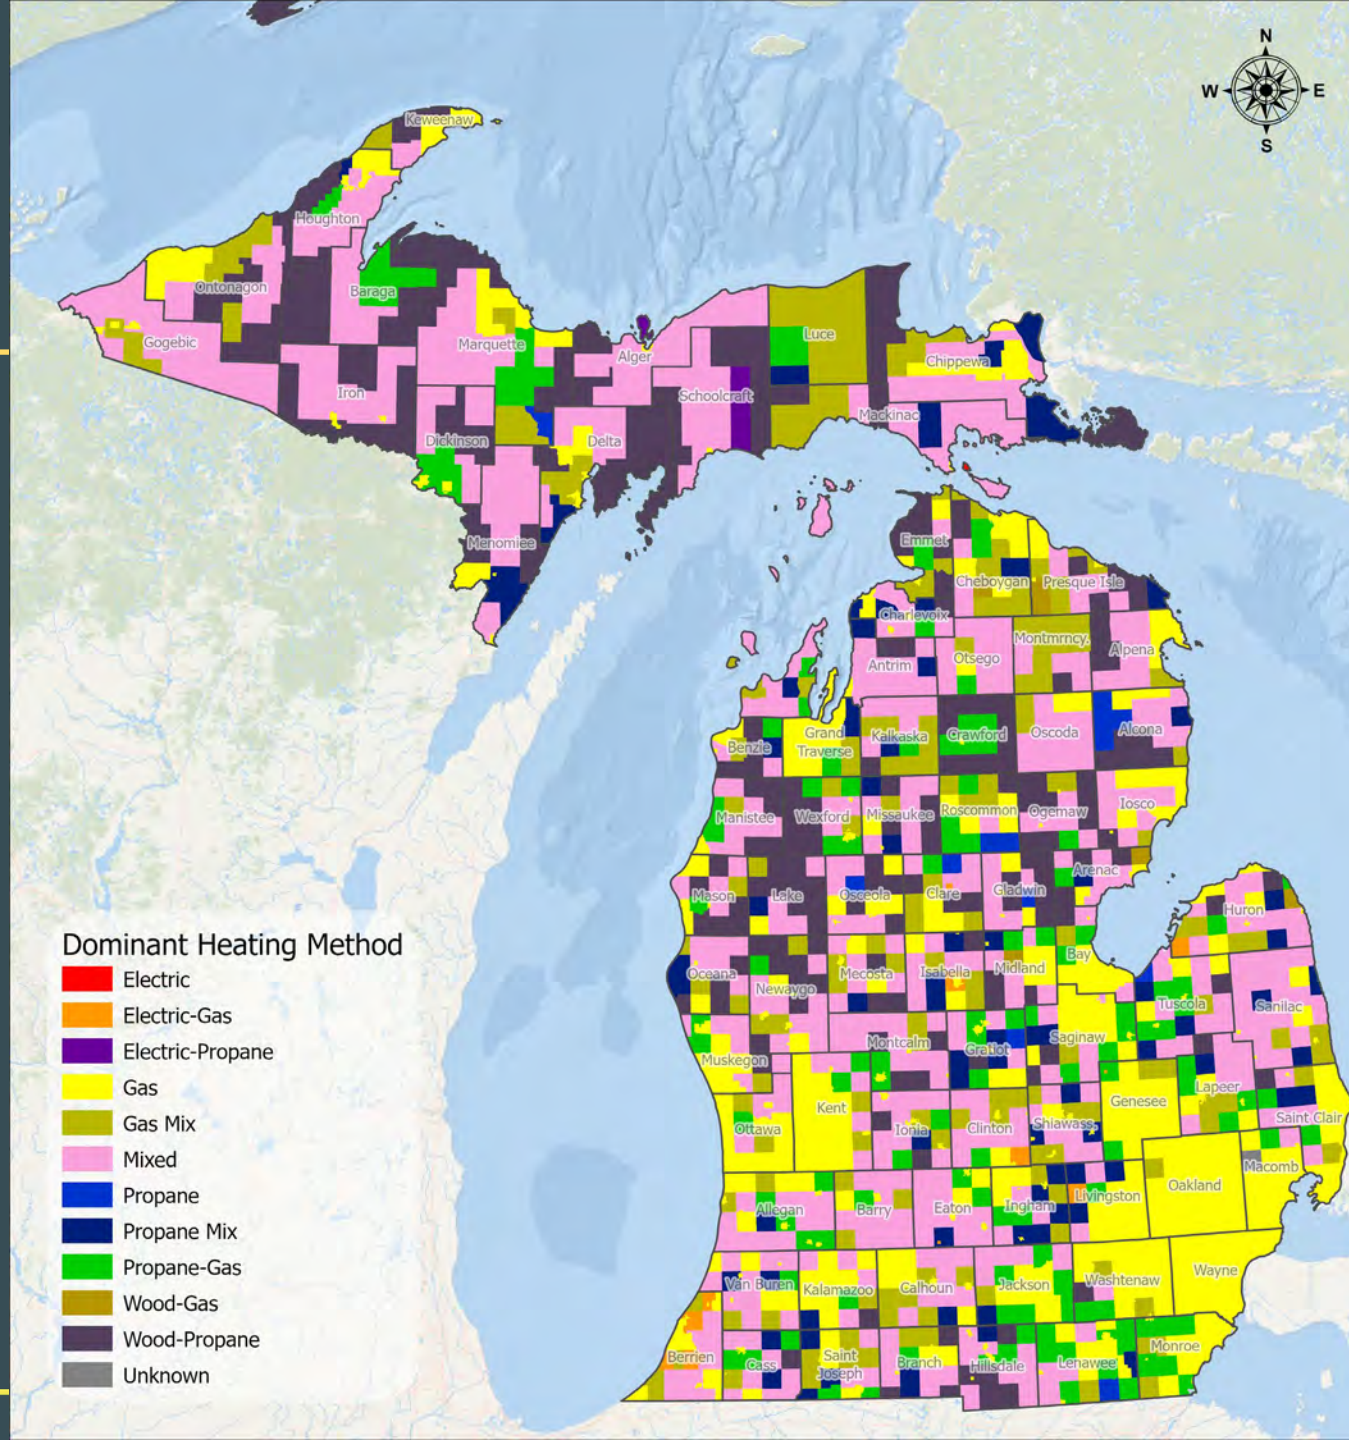 N
W E
S
Keweenaw
Houghton
Ontonagon
Baraga
Gogebic
Marquette
Alger
Luce
Chippewa
Iron
Schoolcraft
Mackinac
Dickinson
Delta
Menomiee
Emmet
Cheboygan
Presque Isle
Charlevoix
Montmrncy.
Antrim
Otsego
Alpena
Benzie
Grand
Traverse
Kalkaska
Crawford
Oscoda
Alcona
Manistee
Wexford
Missaukee
Roscommon
Ogemaw
Iosco
Mason
Lake
Osceola
Clare
Gladwin
Arenac
Huron
Oceana
Newaygo
Mecosta
Isabella
Midland
Bay
Tuscola
Sanilac
Muskegon
Montcalm
Gratiot
Saginaw
Kent
Ottawa
Ionia
Clinton
Shiawass.
Genesee
Lapeer
Saint Clair
Macomb
Oakland
Livingston
Allegan
Barry
Eaton
Ingham
Van Buren
Kalamazoo
Calhoun
Jackson
Washtenaw
Wayne
Berrien
Cass
Saint
Joseph
Branch
Hillsdale
Lenawee
Monroe
Dominant Heating Method
Electric
Electric-Gas
Electric-Propane
Gas
Gas Mix
Mixed
Propane
Propane Mix
Propane-Gas
Wood-Gas
Wood-Propane
Unknown